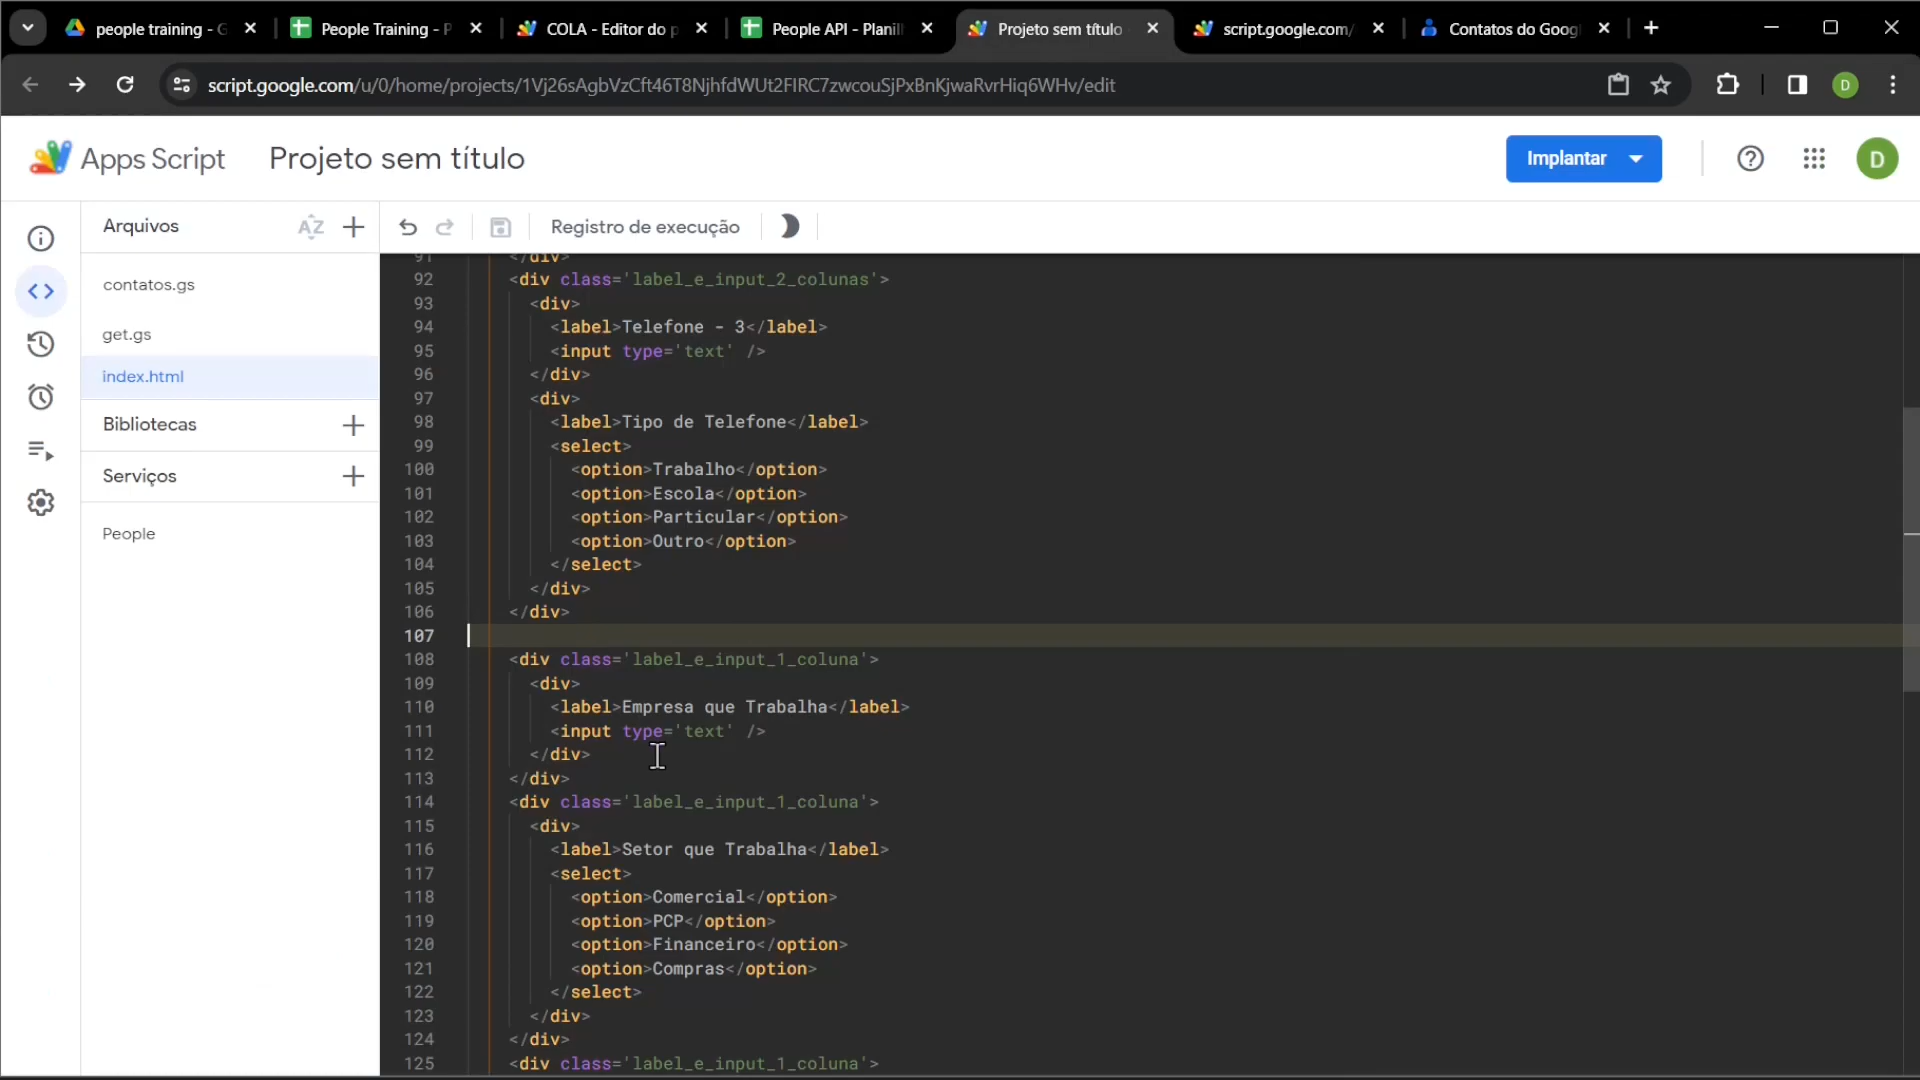 people training - G
People Training - P
COLA - Editor do p
People API - Planil
Projeto sem título
script.google.com/
Contatos do Goog
script.google.com/u/0/home/projects/1Vj26sAgbVzCft46T8NjhfdWUt2FIRC7zwcouSjPxBnKjwaRvrHiq6WHv/edit
D
Apps Script
Projeto sem título
Implantar
D
Arquivos
AZ
Registro de execução
contatos.gs
get.gs
index.html
Bibliotecas
Serviços
People
91 </div>
92 <div class='label_e_input_2_colunas'>
93 <div>
94 <label>Telefone - 3</label>
95 <input type='text' />
96 </div>
97 <div>
98 <label>Tipo de Telefone</label>
99 <select>
100 <option>Trabalho</option>
101 <option>Escola</option>
102 <option>Particular</option>
103 <option>Outro</option>
104 </select>
105 </div>
106 </div>
107
108 <div class='label_e_input_1_coluna'>
109 <div>
110 <label>Empresa que Trabalha</label>
111 <input type='text' />
112 </div>
113 </div>
114 <div class='label_e_input_1_coluna'>
115 <div>
116 <label>Setor que Trabalha</label>
117 <select>
118 <option>Comercial</option>
119 <option>PCP</option>
120 <option>Financeiro</option>
121 <option>Compras</option>
122 </select>
123 </div>
124 </div>
125 <div class='label_e_input_1_coluna'>